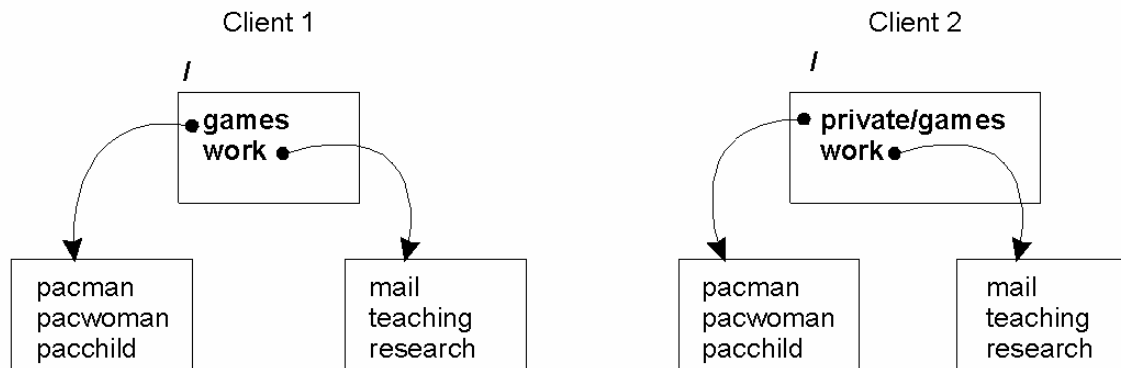 Client 1
/
games
work
pacman
pacwoman
pacchild
mail
teaching
research
Client 2
/
private/games
work
pacman
pacwoman
pacchild
mail
teaching
research